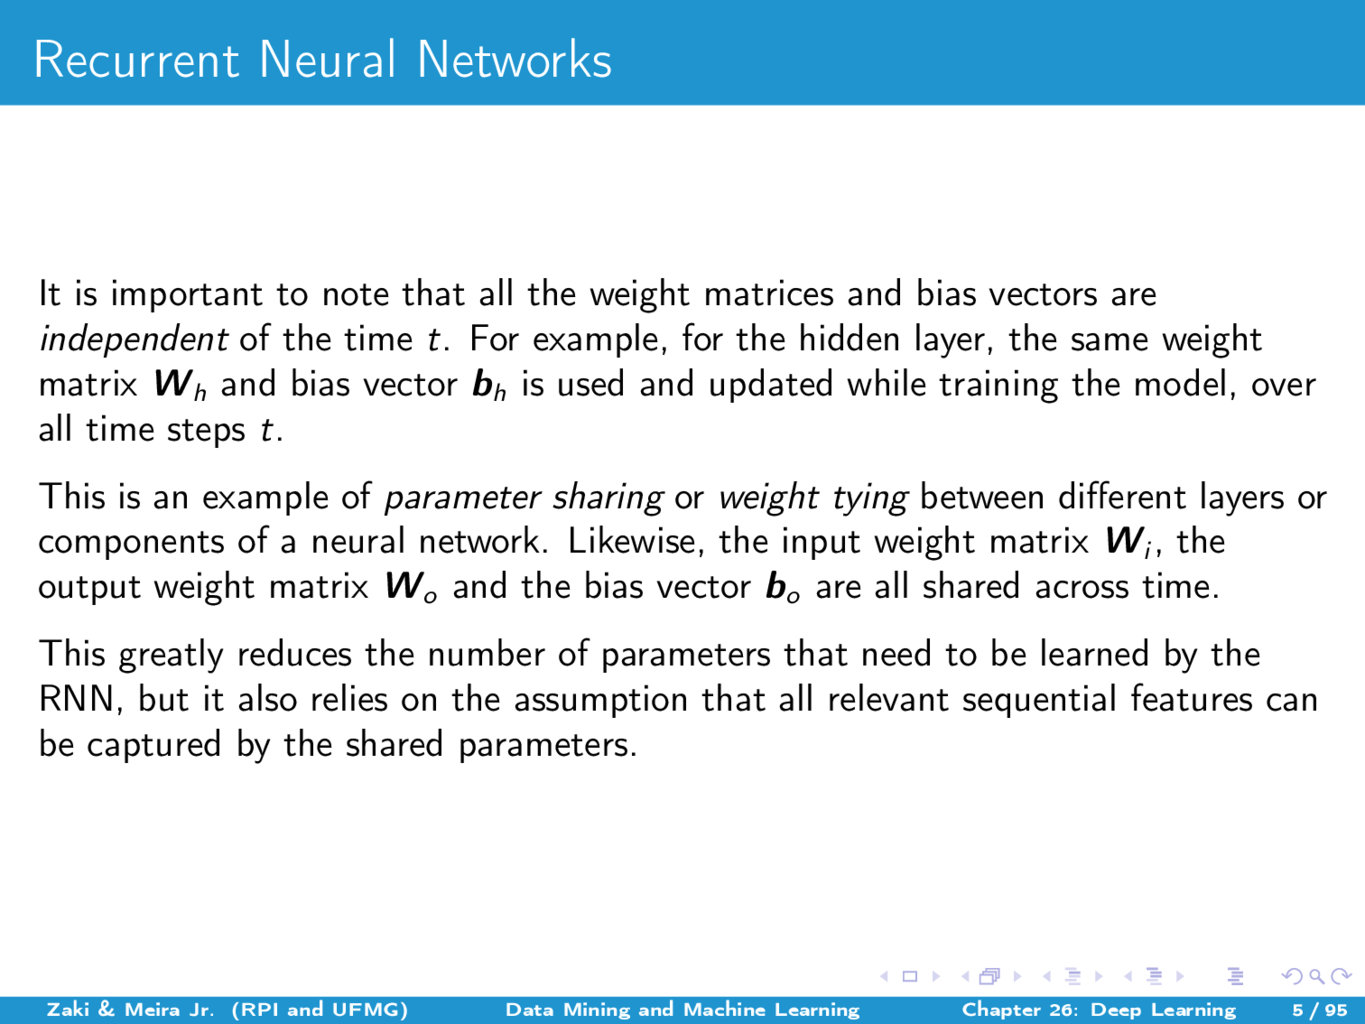 Recurrent Neural Networks
It is important to note that all the weight matrices and bias vectors are
independent of the time t. For example, for the hidden layer, the same weight
matrix W_h and bias vector b_h is used and updated while training the model, over
all time steps t.
This is an example of parameter sharing or weight tying between different layers or
components of a neural network. Likewise, the input weight matrix W_i, the
output weight matrix W_o and the bias vector b_o are all shared across time.
This greatly reduces the number of parameters that need to be learned by the
RNN, but it also relies on the assumption that all relevant sequential features can
be captured by the shared parameters.
Zaki & Meira Jr. (RPI and UFMG) Data Mining and Machine Learning Chapter 26: Deep Learning 5 / 95